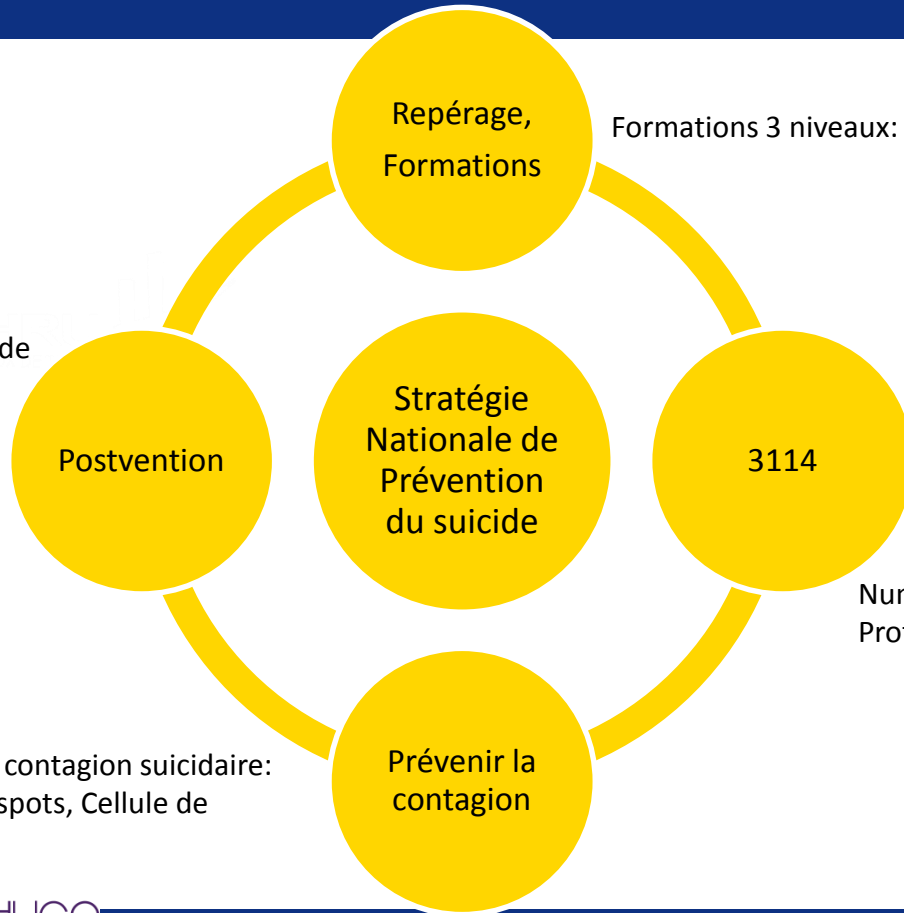 Repérage,
Formations
Formations 3 niveaux:
de
Postvention
Stratégie
Nationale de
Prévention
du suicide
3114
contagion suicidaire:
spots, Cellule de
Prévenir la
contagion